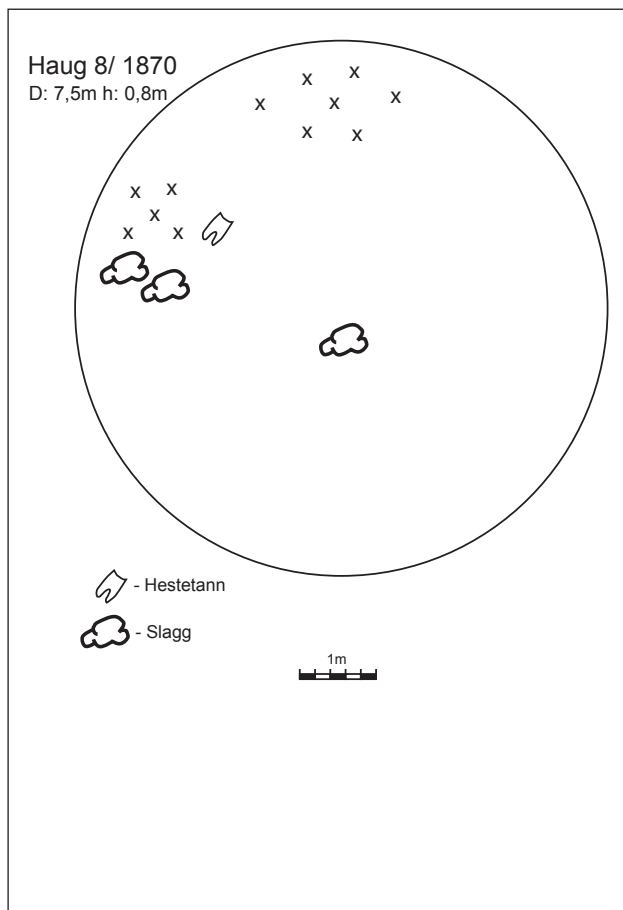 Haug 8/ 1870
D: 7,5m h: 0,8m
x x
x x x
x x
x x
x
x x
- Hestetann
- Slagg
1m